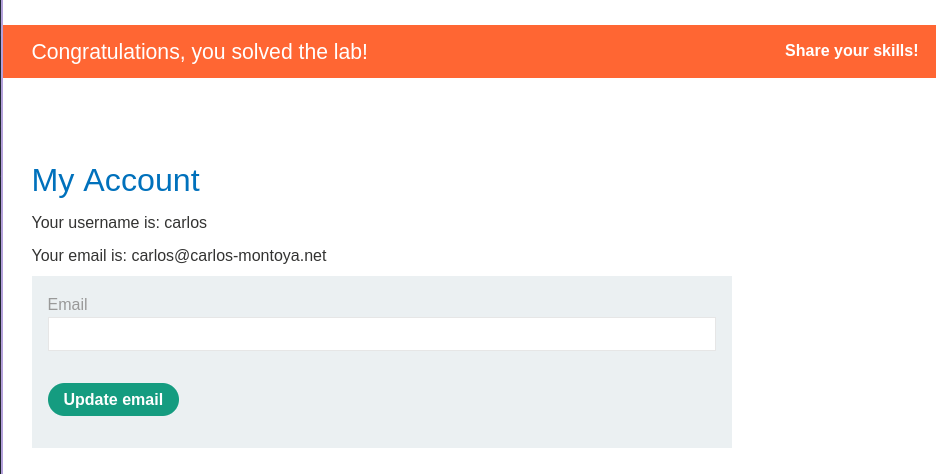 Congratulations, you solved the lab!
Share your skills!
My Account
Your username is: carlos
Your email is: carlos@carlos-montoya.net
Email
Update email